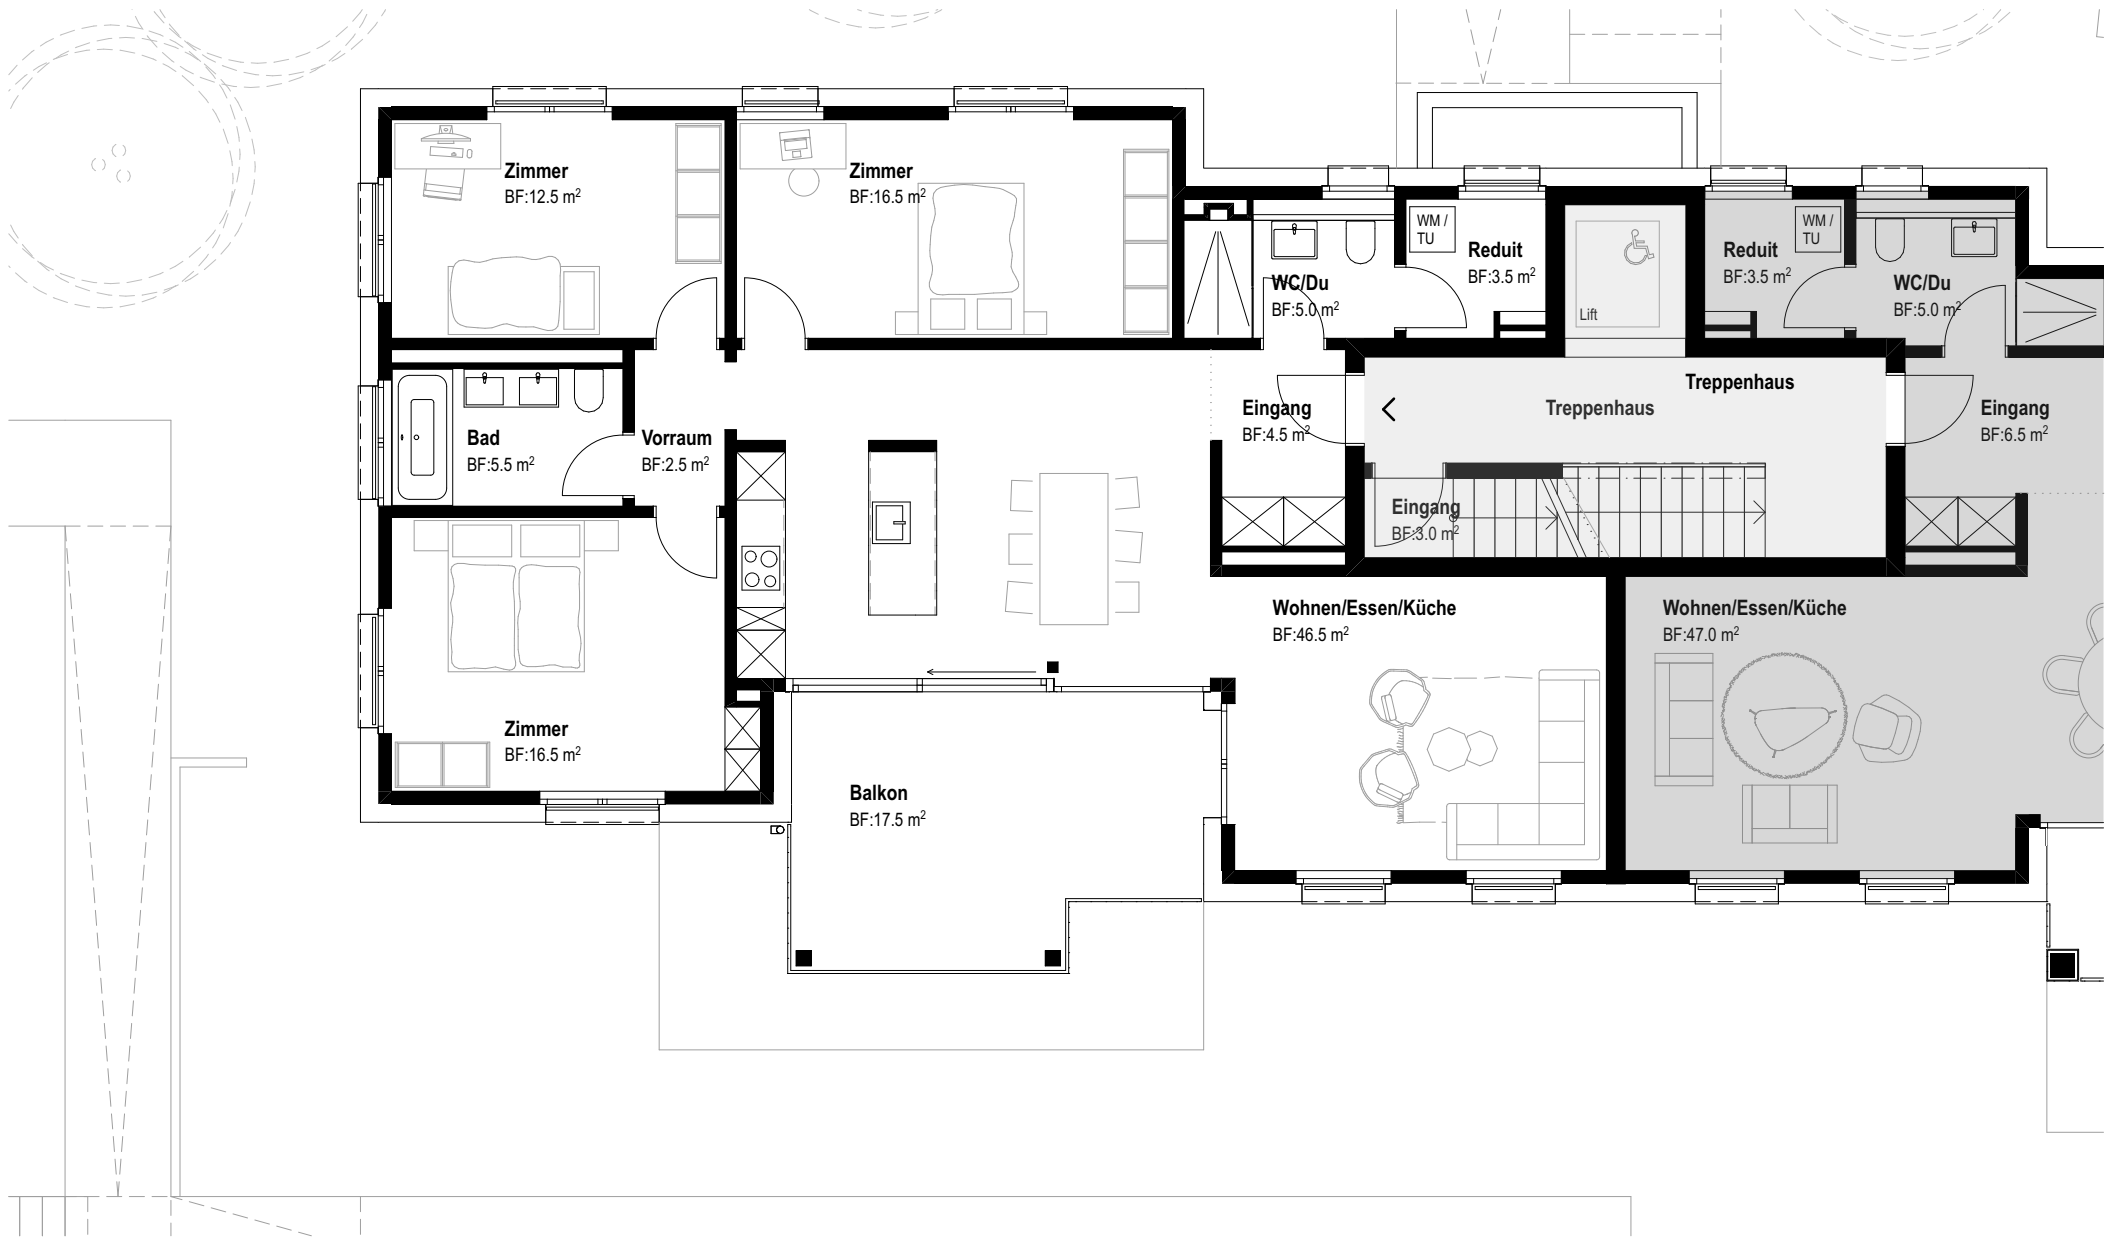 Zimmer
BF:12.5 m²
Zimmer
BF:16.5 m²
WM /
TU
Reduit
BF:3.5 m²
WC/Du
BF:5.0 m²
Lift
Reduit
BF:3.5 m²
WM /
TU
WC/Du
BF:5.0 m²
Treppenhaus
Treppenhaus
Eingang
BF:4.5 m²
Eingang
BF:6.5 m²
Bad
BF:5.5 m²
Vorraum
BF:2.5 m²
Eingang
BF:3.0 m²
Wohnen/Essen/Küche
BF:46.5 m²
Wohnen/Essen/Küche
BF:47.0 m²
Zimmer
BF:16.5 m²
Balkon
BF:17.5 m²